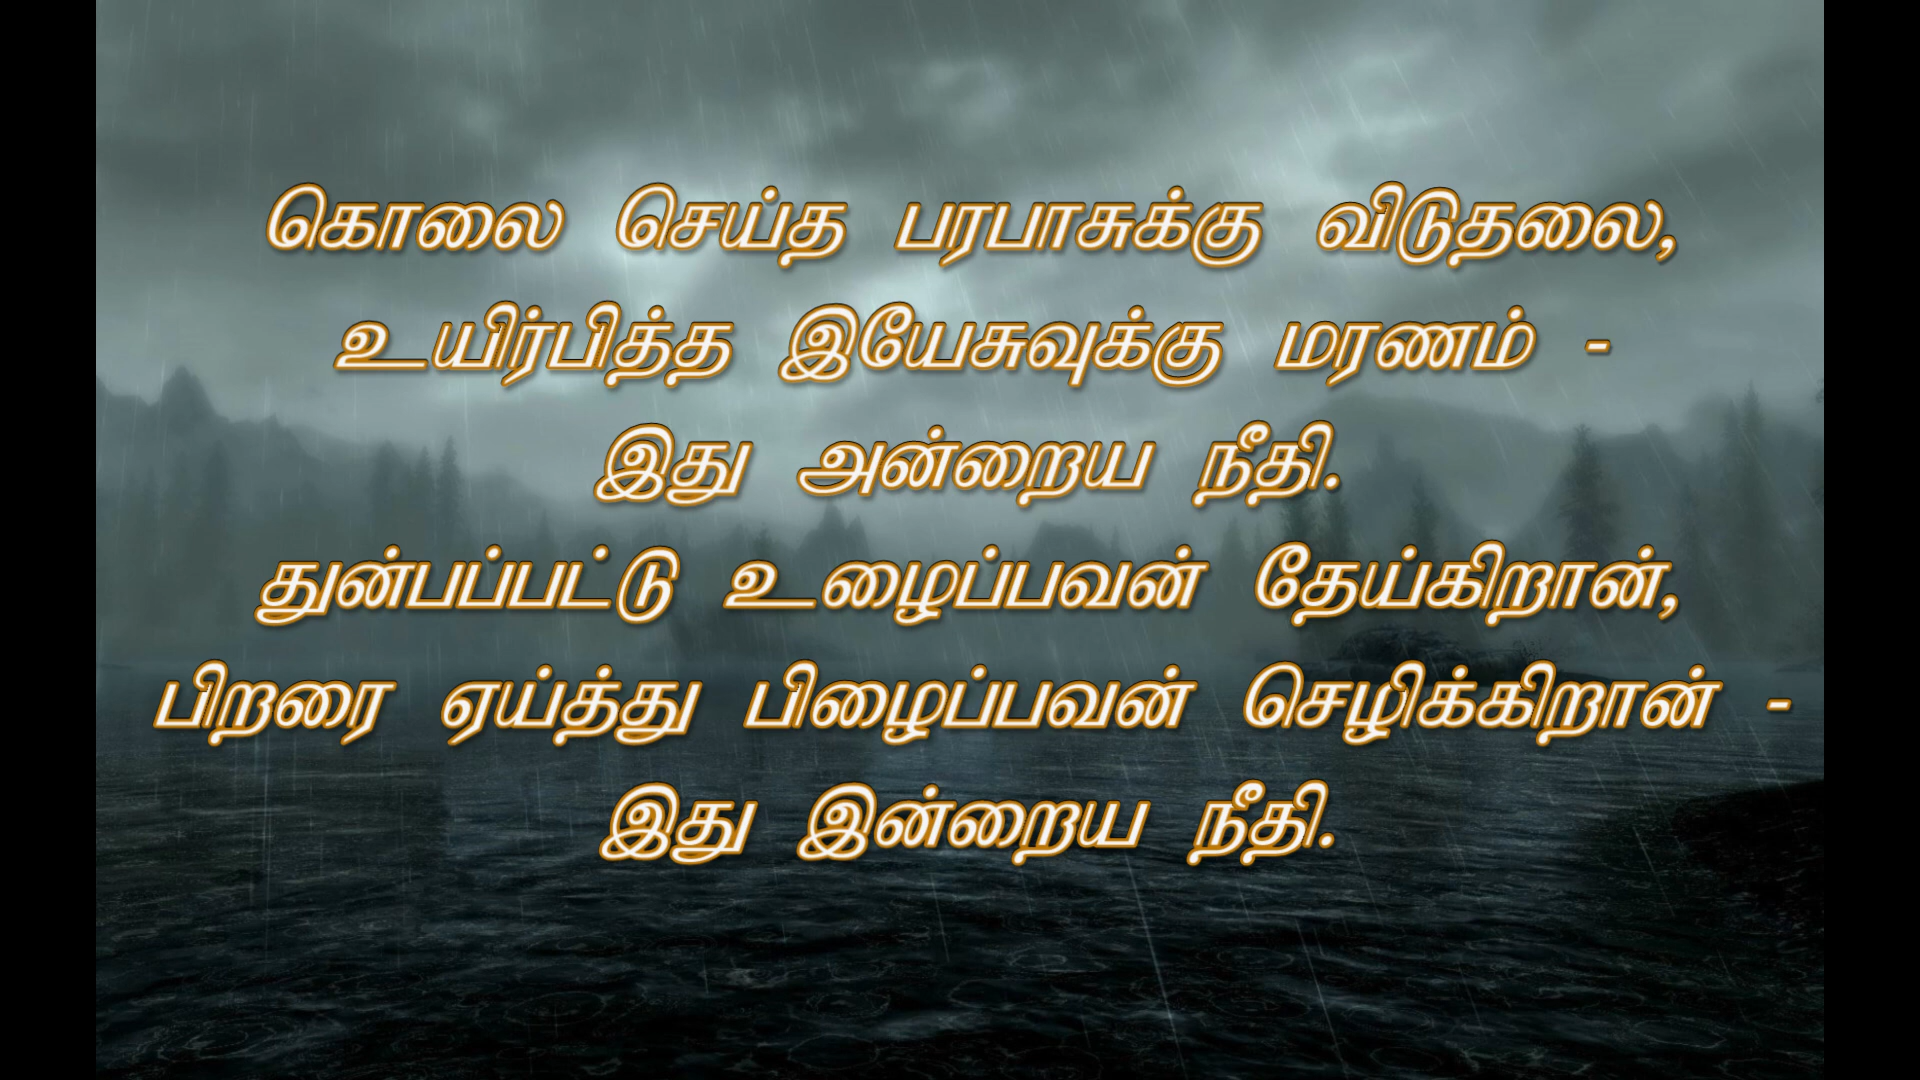 கொலை செய்த பரபாசுக்கு விடுதலை,
உயிர்பித்த இயேசுவுக்கு மரணம் -
இது அன்றைய நீதி.
துன்பப்பட்டு உழைப்பவன் தேய்கிறான்,
பிறரை ஏய்த்து பிழைப்பவன் செழிக்கிறான் -
இது இன்றைய நீதி.